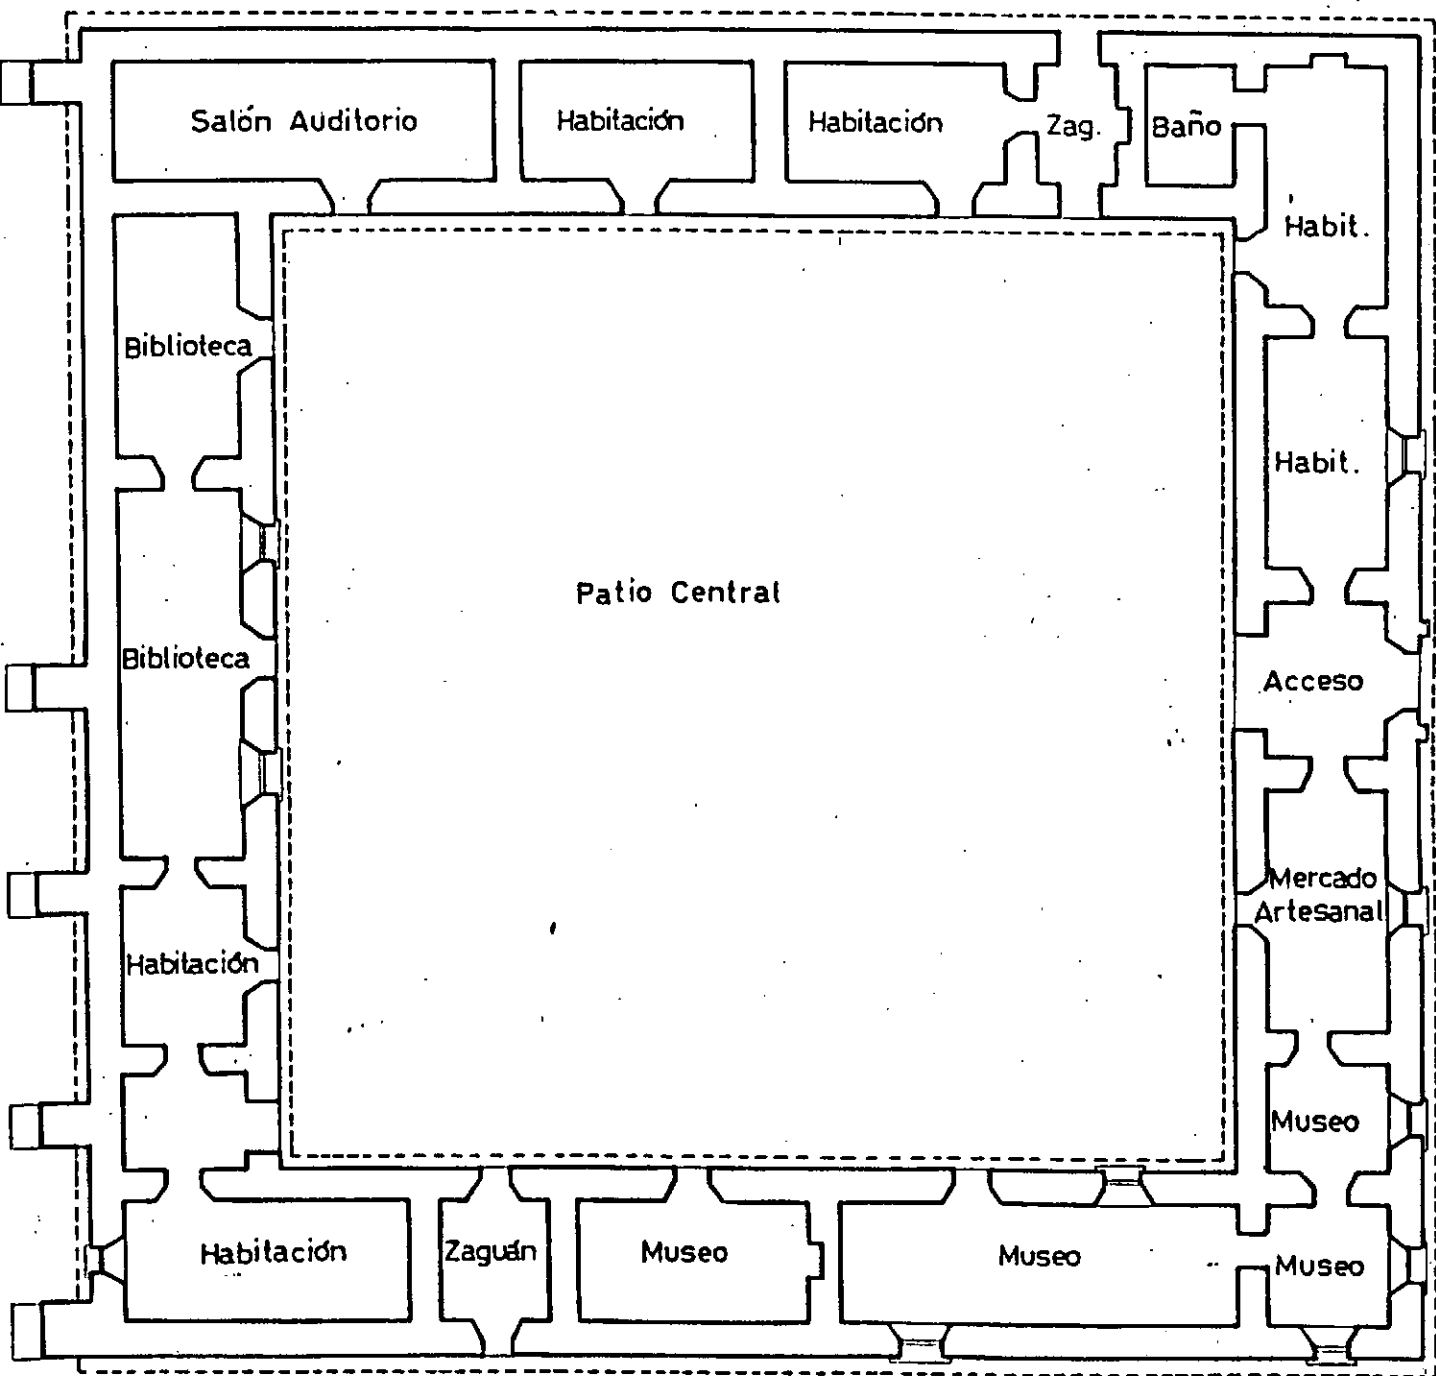 Salón Auditorio
Habitación
Habitación
Zag.
Baño
Habit.
Biblioteca
Habit.
Patio Central
Biblioteca
Acceso
Mercado
Artesanal
Habitación
Museo
Habitación
Zaguán
Museo
Museo
Museo